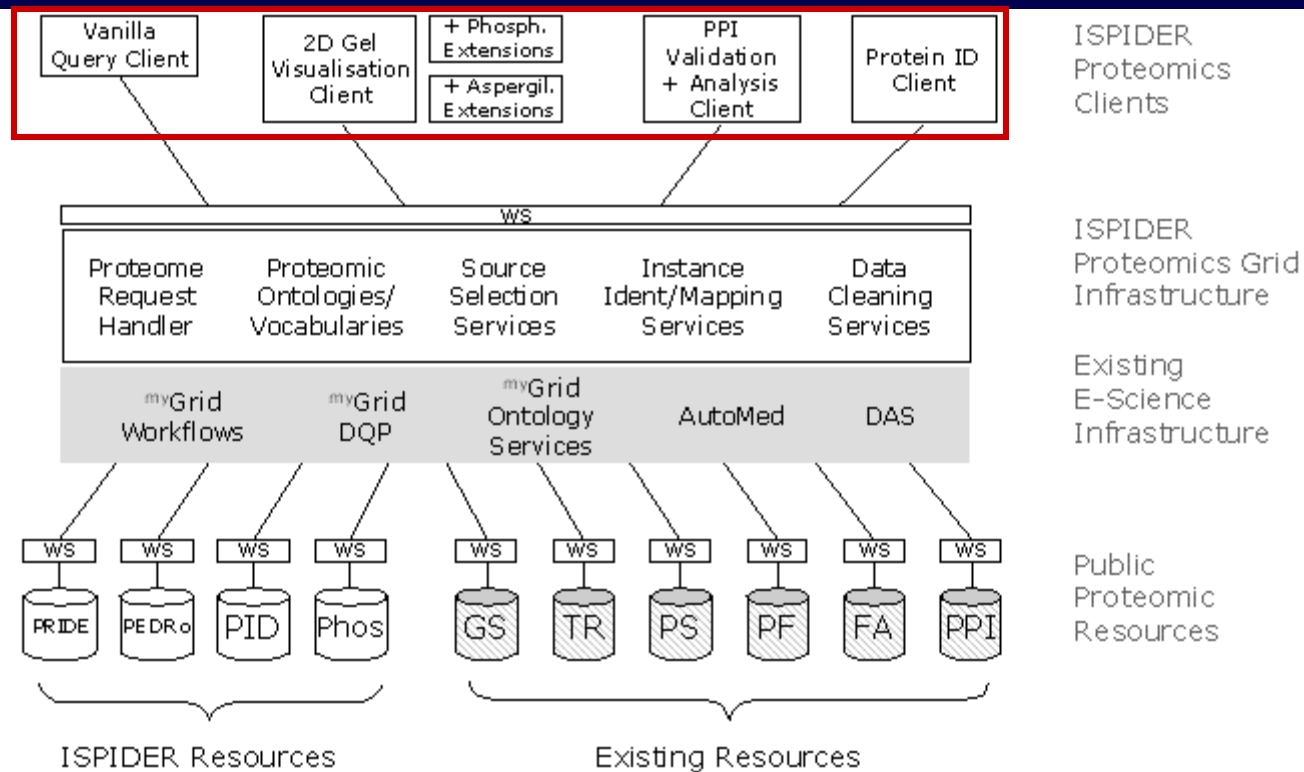 Vanilla
Query Client
2D Gel
Visualisation
Client
+ Phosph.
Extensions
+ Aspergil.
Extensions
PPI
Validation
+ Analysis
Client
Protein ID
Client
ISPIDER
Proteomics
Clients
WS
Proteome
Request
Handler
Proteomic
Ontologies/
Vocabularies
Source
Selection
Services
Instance
Ident/Mapping
Services
Data
Cleaning
Services
ISPIDER
Proteomics Grid
Infrastructure
myGrid
Workflows
myGrid
DQP
myGrid
Ontology
Services
AutoMed
DAS
Existing
E-Science
Infrastructure
WS
WS
WS
WS
WS
WS
WS
WS
WS
WS
PRIDE
PEDRo
PID
Phos
GS
TR
PS
PF
FA
PPI
Public
Proteomic
Resources
ISPIDER Resources
Existing Resources